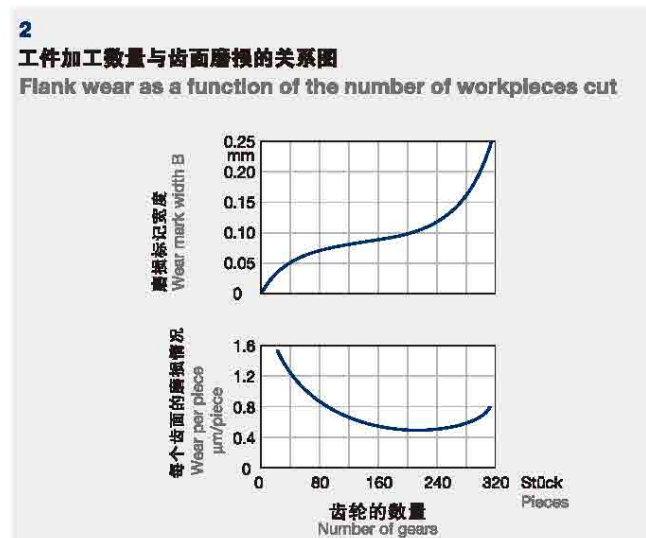 2
工件加工数量与齿面磨损的关系图
Flank wear as a function of the number of workpieces cut
0.25
mm
0.20
0.15
0.10
0.05
0
磨损标记宽度
Wear mark width B
1.6
1.2
0.8
0.4
0
每个齿面的磨损情况
Wear per piece
µm/piece
0 80 160 240 320 Stück
Pieces
齿轮的数量
Number of gears